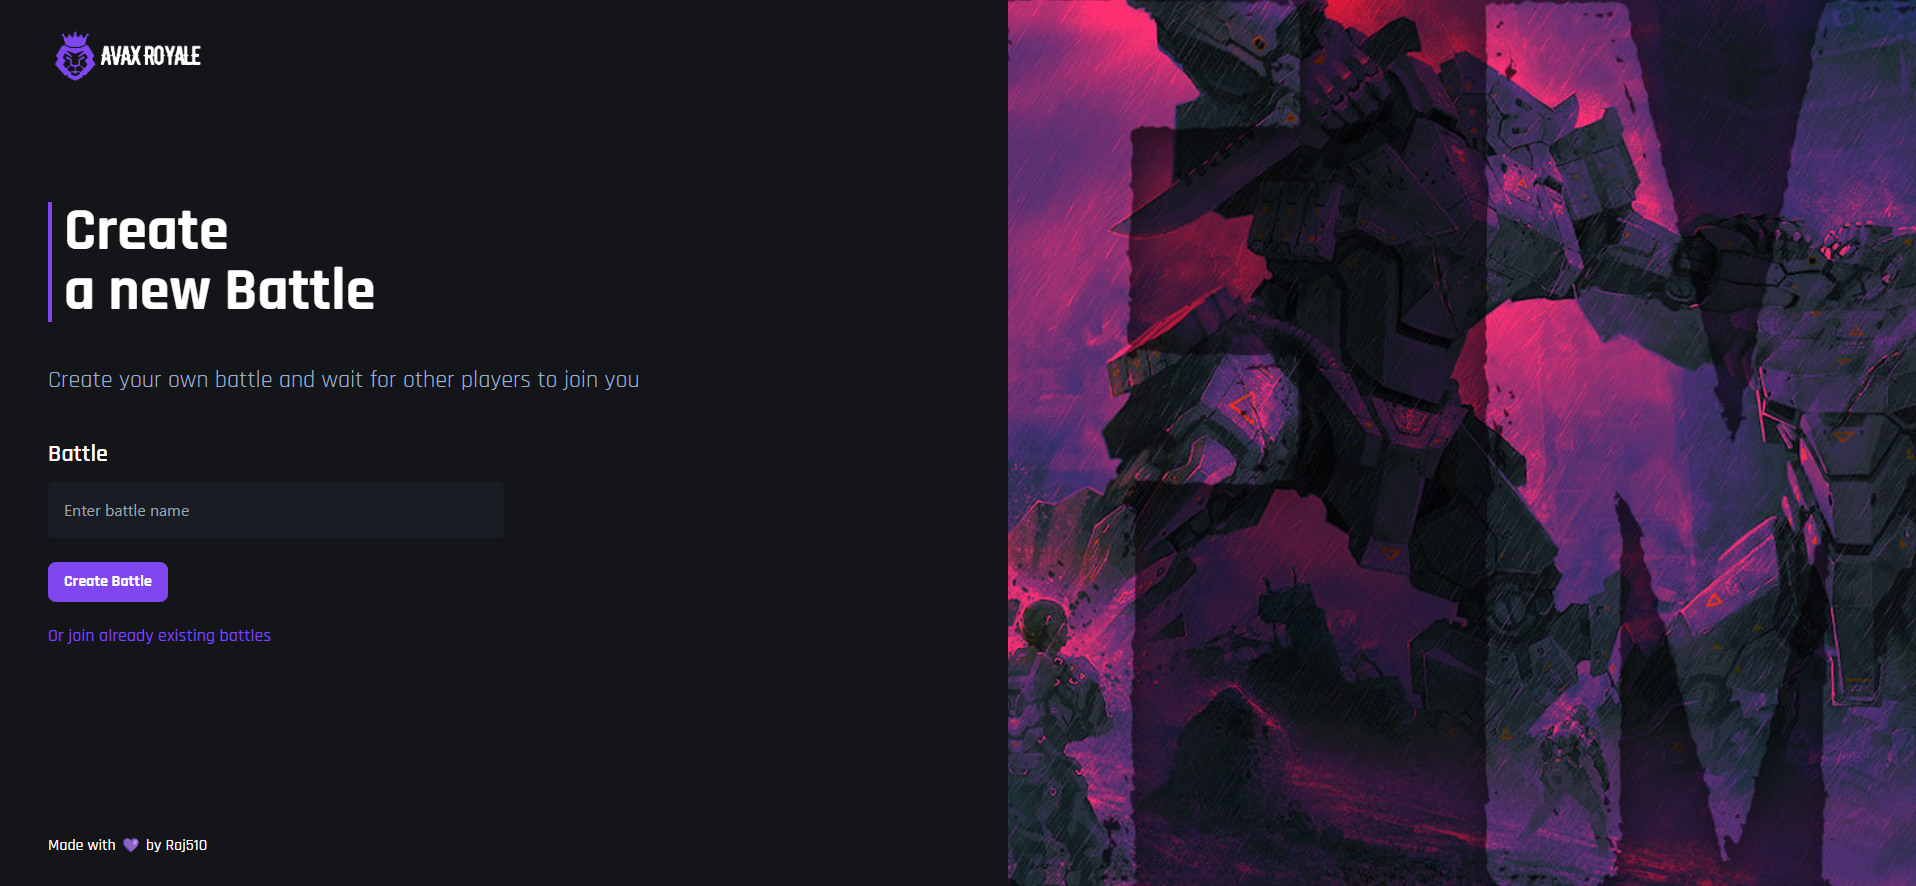 AVAX ROYALE
Create
a new Battle
Create your own battle and wait for other players to join you
Battle
Enter battle name
Create Battle
Or join already existing battles
Made with 💜 by Raj510